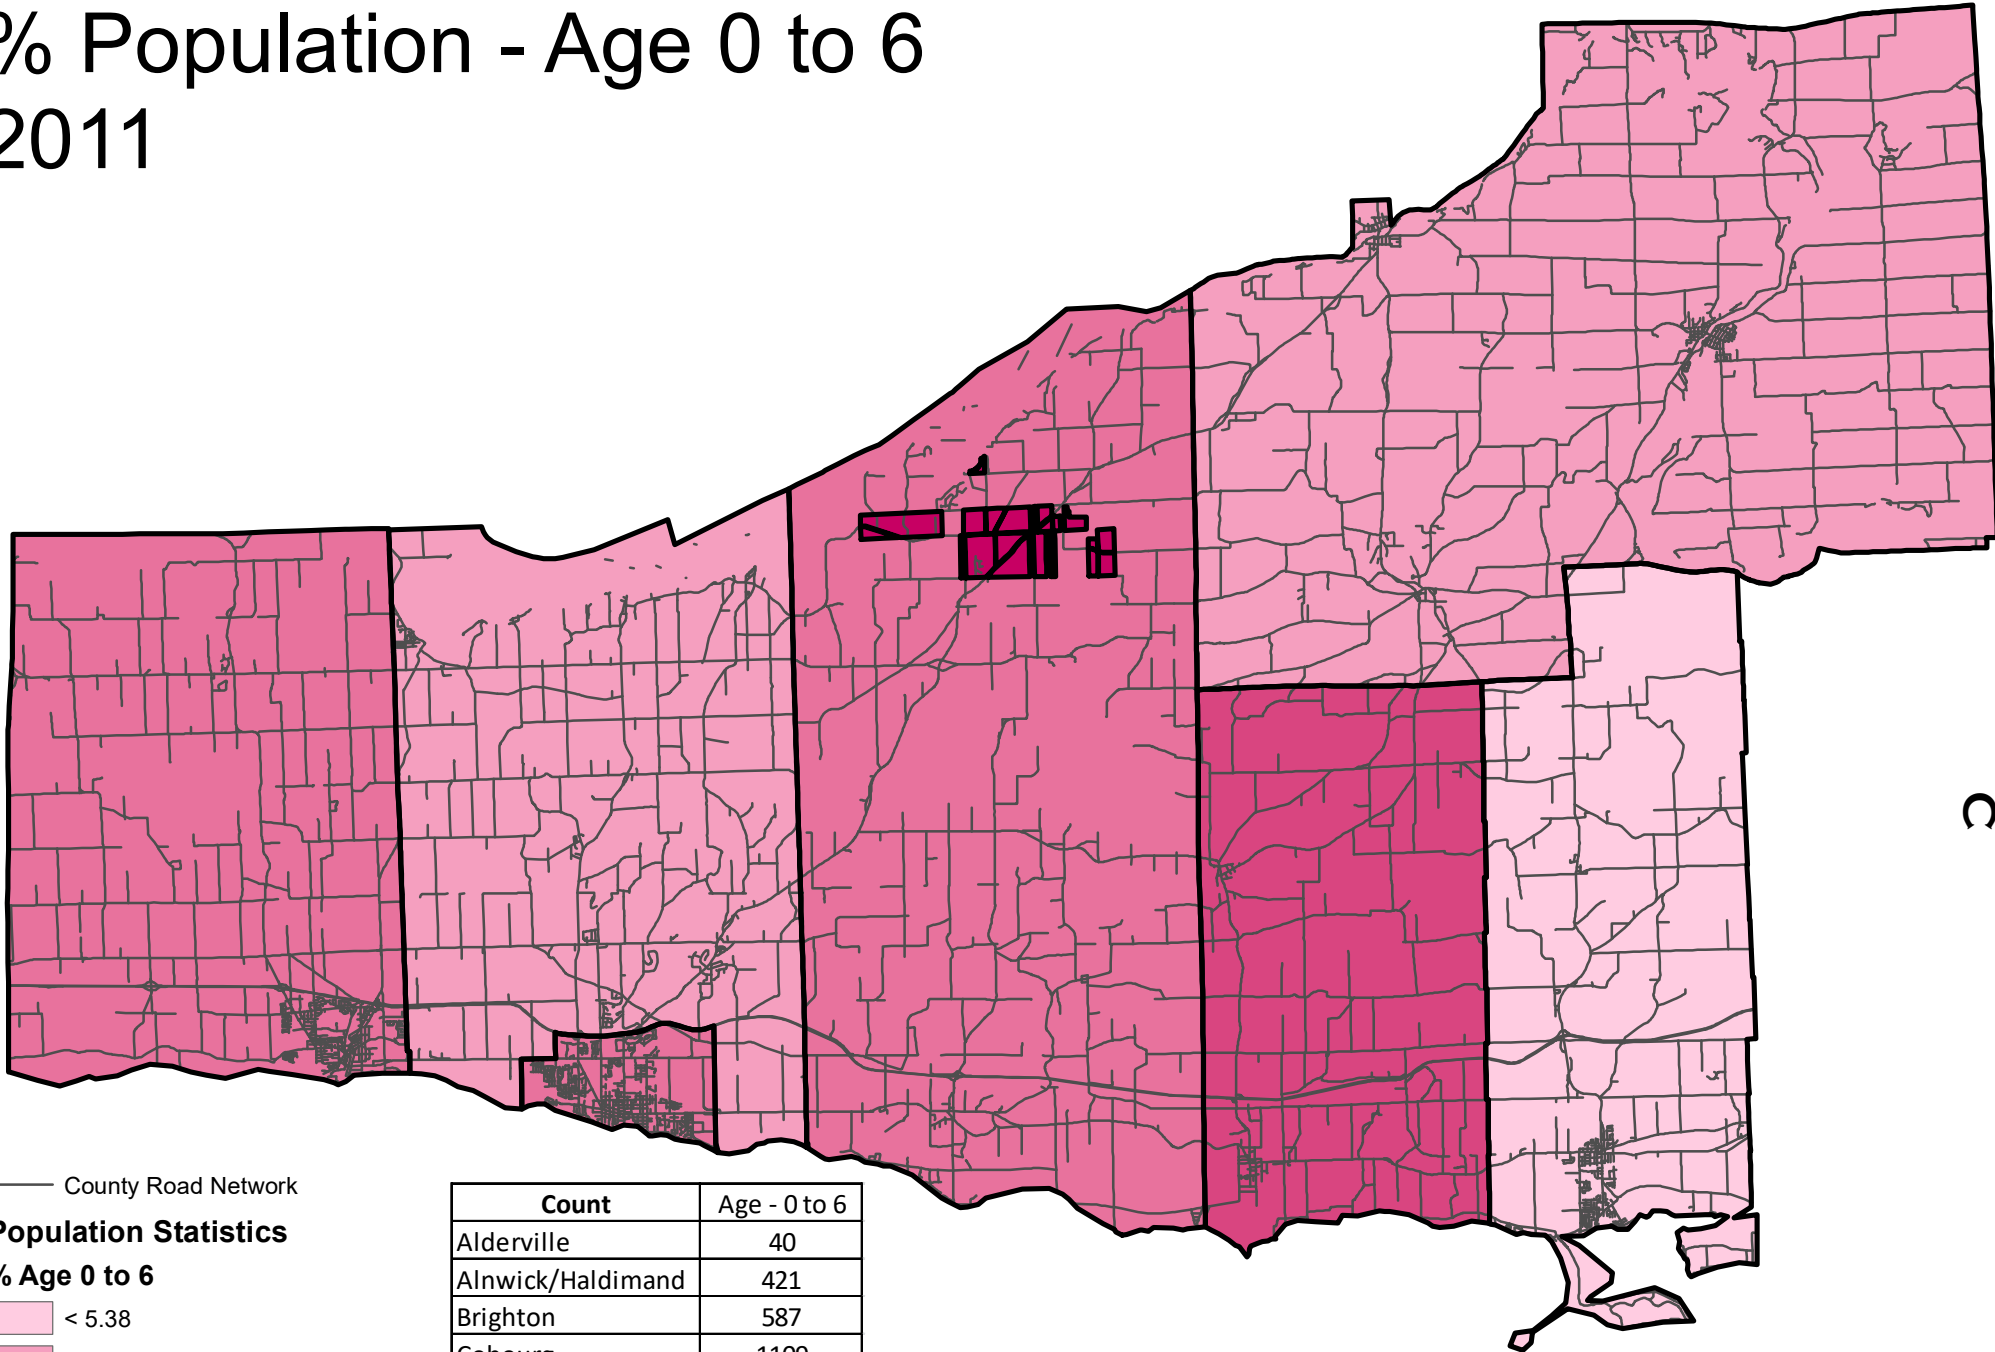 % Population - Age 0 to 6
2011
County Road Network
Population Statistics
% Age 0 to 6
< 5.38
Count Age - 0 to 6
Alderville 40
Alnwick/Haldimand 421
Brighton 587